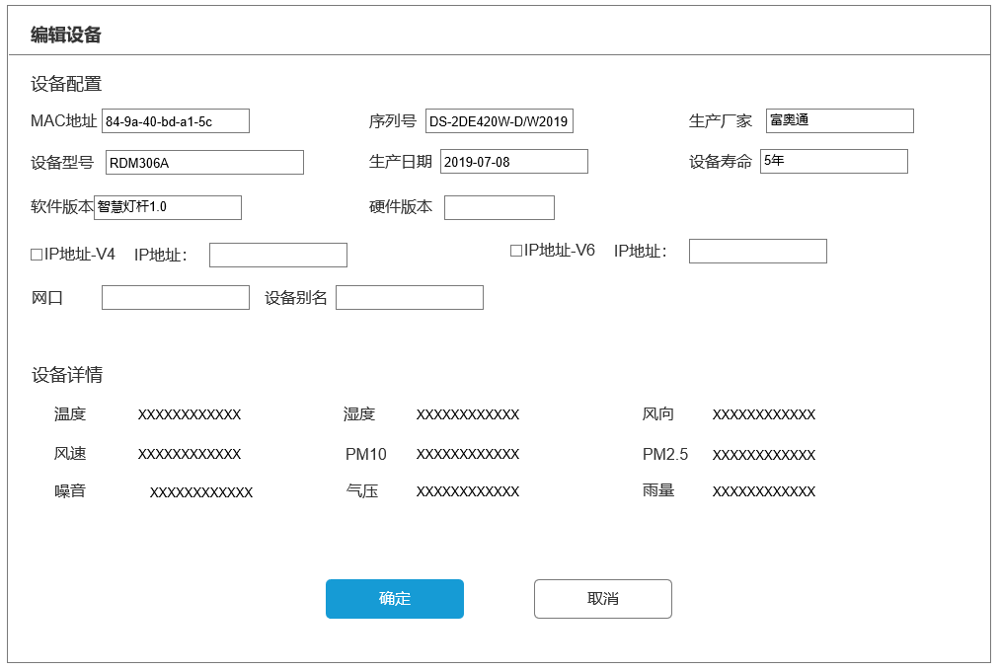 编辑设备
设备配置
MAC地址 84-9a-40-bd-a1-5c 序列号 DS-2DE420W-D/W2019 生产厂家 富奥通
设备型号 RDM306A 生产日期 2019-07-08 设备寿命 5年
软件版本 智慧灯杆1.0 硬件版本
IP地址-V4 IP地址： IP地址-V6 IP地址：
网口 设备别名
设备详情
温度 XXXXXXXXXXXX 湿度 XXXXXXXXXXXX 风向 XXXXXXXXXXXX
风速 XXXXXXXXXXXX PM10 XXXXXXXXXXXX PM2.5 XXXXXXXXXXXX
噪音 XXXXXXXXXXXX 气压 XXXXXXXXXXXX 雨量 XXXXXXXXXXXX
确定 取消